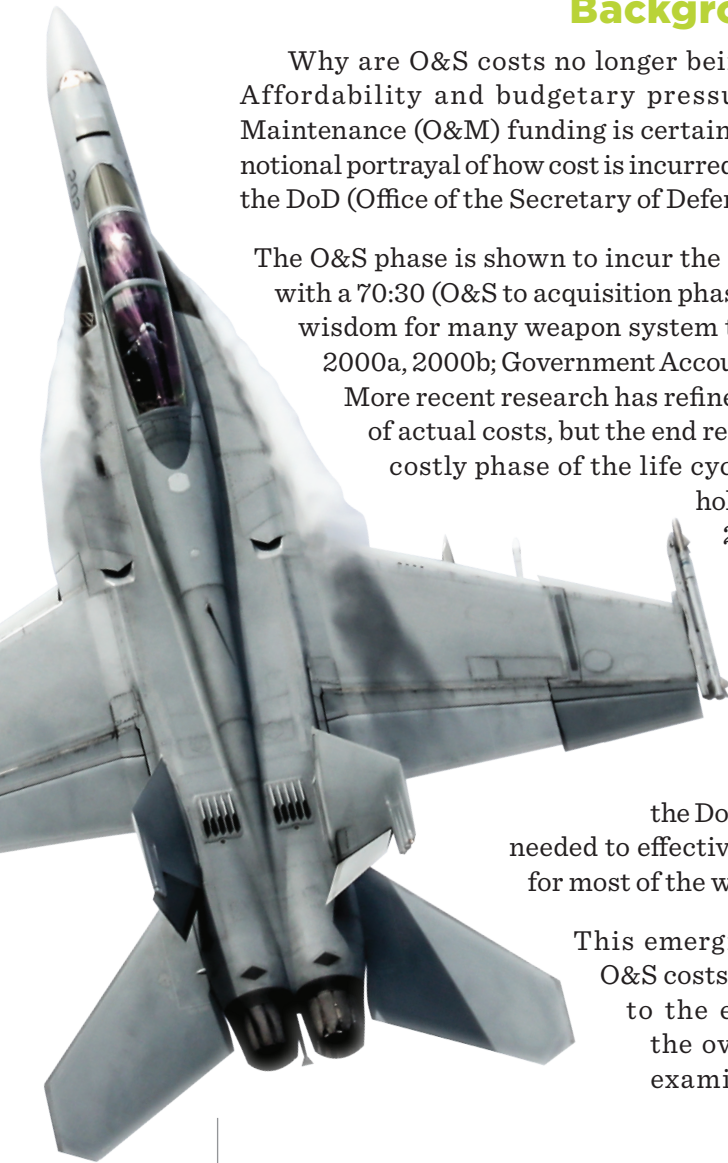 Backgro
Why are O&S costs no longer bei
Affordability and budgetary pressu
Maintenance (O&M) funding is certain
notional portrayal of how cost is incurred
the DoD (Office of the Secretary of Defen
The O&S phase is shown to incur the
with a 70:30 (O&S to acquisition phas
wisdom for many weapon system t
2000a, 2000b; Government Accou
More recent research has refine
of actual costs, but the end re
costly phase of the life cyc
hol
2
the Do
needed to effectiv
for most of the w
This emerg
O&S costs
to the e
the ov
exami
202